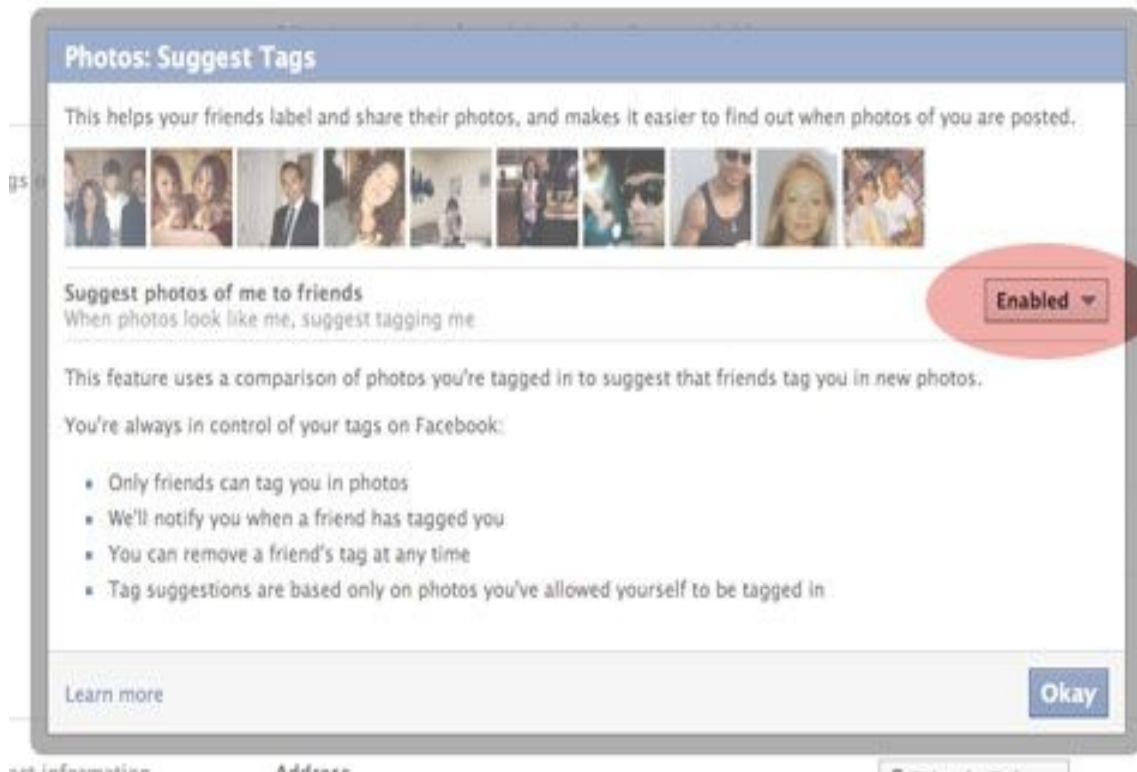 Photos: Suggest Tags
This helps your friends label and share their photos, and makes it easier to find out when photos of you are posted.
gs
Suggest photos of me to friends
Enabled
When photos look like me, suggest tagging me
This feature uses a comparison of photos you're tagged in to suggest that friends tag you in new photos.
You're always in control of your tags on Facebook:
Only friends can tag you in photos
We'll notify you when a friend has tagged you
You can remove a friend's tag at any time
Tag suggestions are based only on photos you've allowed yourself to be tagged in
Learn more
Okay
information
Address